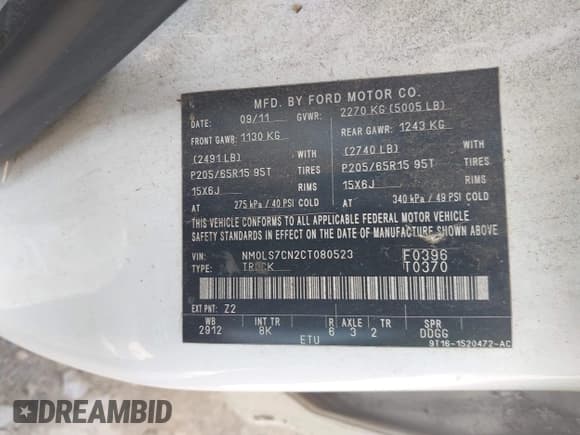 MFD. BY FORD MOTOR CO.
DATE: 09/11 GVWR: 2270 KG (5005 LB)
FRONT GAWR: 1130 KG REAR GAWR: 1243 KG
(2491 LB) WITH (2740 LB) WITH
P205/65R15 95T TIRES P205/65R15 95T TIRES
15X6J RIMS 15X6J RIMS
AT 275 kPa / 40 PSI COLD AT 340 kPa / 49 PSI COLD
THIS VEHICLE CONFORMS TO ALL APPLICABLE FEDERAL MOTOR VEHICLE
SAFETY STANDARDS IN EFFECT ON THE DATE OF MANUFACTURE SHOWN ABOVE.
VIN: NM0LS7CN2CT080523 F0396
TYPE: TRUCK T0370
EXT PNT: Z2
WB INT TR R AXLE TR SPR
2912 8K 6 3 2 DDGG
ETU 9T16-1520472-AC
DREAMBID